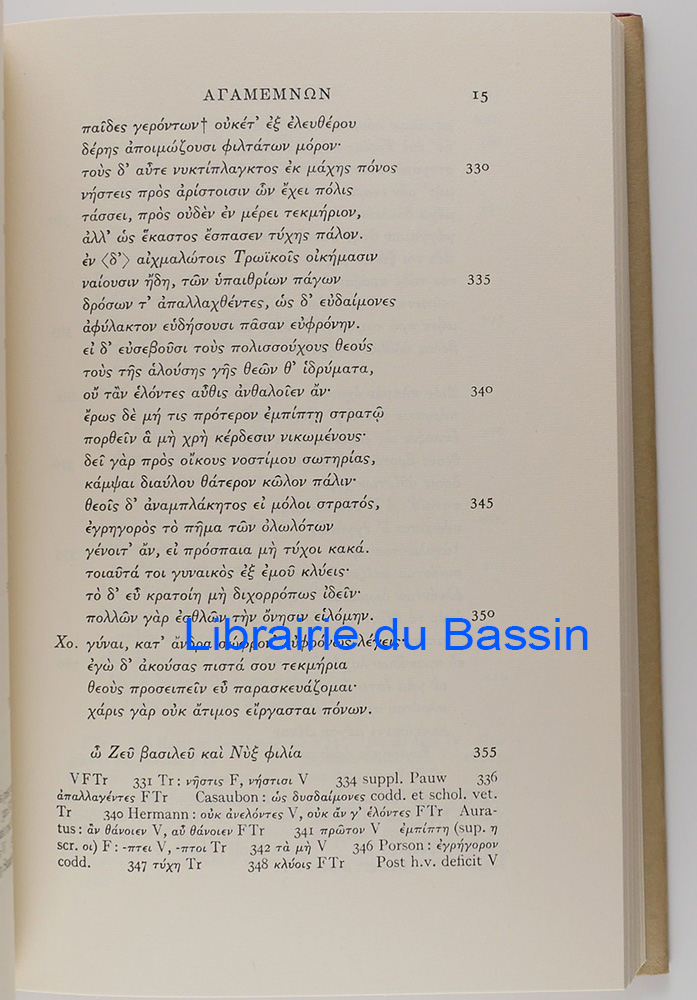 ΑΓΑΜΕΜΝΩΝ 15
παῖδες γερόντων† οὐκέτ’ ἐξ ἐλευθέρου
δέρης ἀποιμώζουσι φιλτάτων μόρον·
τοὺς δ’ αὖτε νυκτίπλαγκτος ἐκ μάχης πόνος 330
νήστεις πρὸς ἀρίστοισιν ὧν ἔχει πόλις
τάσσει, πρὸς οὐδὲν ἐν μέρει τεκμήριον,
ἀλλ’ ὡς ἕκαστος ἔσπασεν τύχης πάλον.
ἐν ⟨δ’⟩ αἰχμαλώτοις Τρωϊκοῖς οἰκήμασιν
ναίουσιν ἤδη, τῶν ὑπαιθρίων πάγων 335
δρόσων τ’ ἀπαλλαχθέντες, ὡς δ’ εὐδαίμονες
ἀφύλακτον εὑδήσουσι πᾶσαν εὐφρόνην.
εἰ δ’ εὐσεβοῦσι τοὺς πολισσούχους θεοὺς
τοὺς τῆς ἁλούσης γῆς θεῶν θ’ ἱδρύματα,
οὔ τἂν ἑλόντες αὖθις ἀνθαλοῖεν ἄν· 340
ἔρως δὲ μή τις πρότερον ἐμπίπτῃ στρατῷ
πορθεῖν ἃ μὴ χρὴ κέρδεσιν νικωμένους·
δεῖ γὰρ πρὸς οἴκους νοστίμου σωτηρίας,
κάμψαι διαύλου θάτερον κῶλον πάλιν·
θεοῖς δ’ ἀναμπλάκητος εἰ μόλοι στρατός, 345
ἐγρηγορὸς τὸ πῆμα τῶν ὀλωλότων
γένοιτ’ ἄν, εἰ πρόσπαια μὴ τύχοι κακά.
τοιαῦτά τοι γυναικὸς ἐξ ἐμοῦ κλύεις·
τὸ δ’ εὖ κρατοίη μὴ διχορρόπως ἰδεῖν·
πολλῶν γὰρ ἐσθλῶν τὴν ὄνησιν εἱλόμην. 350
Χο. γύναι, κατ’ ἄνδρα σώφρον’ εὐφρόνως λέγεις·
ἐγὼ δ’ ἀκούσας πιστά σου τεκμήρια
θεοὺς προσειπεῖν εὖ παρασκευάζομαι·
χάρις γὰρ οὐκ ἄτιμος εἴργασται πόνων.
Librairie du Bassin
ὦ Ζεῦ βασιλεῦ καὶ Νὺξ φιλία 355
VFTr 331 Tr: νῆστις F, νήστισι V 334 suppl. Pauw 336
ἀπαλλαγέντες FTr Casaubon: ὡς δυσδαίμονες codd. et schol. vet.
Tr 340 Hermann: οὐκ ἀνελόντες V, οὐκ ἄν γ’ ἑλόντες FTr Aura-
tus: ἂν θάνοιεν V, αὖ θάνοιεν FTr 341 πρῶτον V ἐμπίπτη (sup. η
scr. οι) F: -πτει V, -πτοι Tr 342 τὰ μὴ V 346 Porson: ἐγρήγορον
codd. 347 τύχη Tr 348 κλύοις FTr Post h.v. deficit V